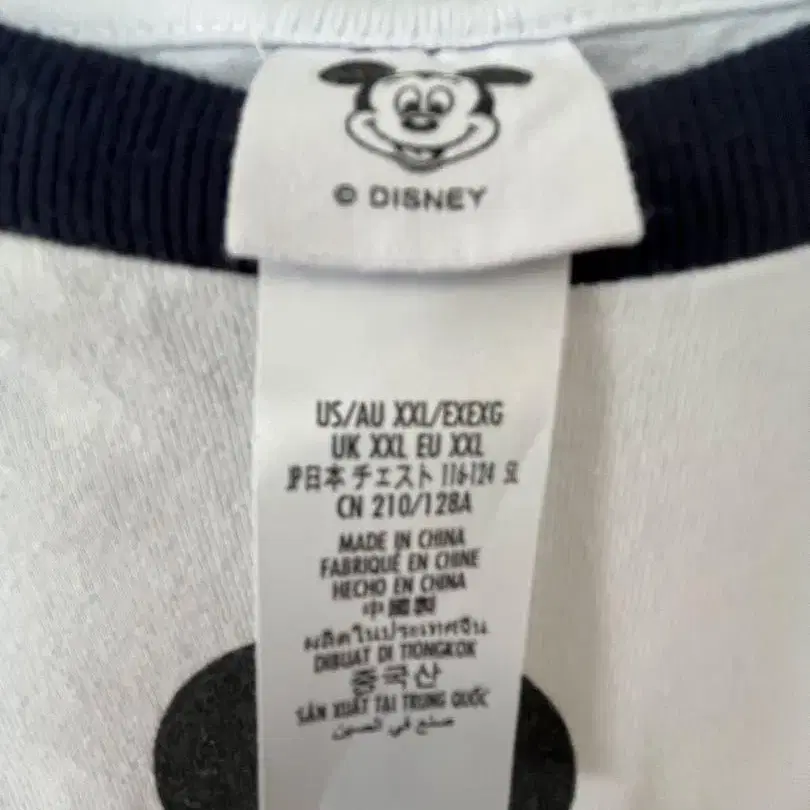 © DISNEY
US/AU XXL/EXEXG
UK XXL EU XXL
JP日本 チェスト 116-124 5L
CN 210/128A
MADE IN CHINA
FABRIQUÉ EN CHINE
HECHO EN CHINA
中國製
ผลิตในประเทศจีน
DIBUAT DI TIONGKOK
중국산
SẢN XUẤT TẠI TRUNG QUỐC
صنع في الصين